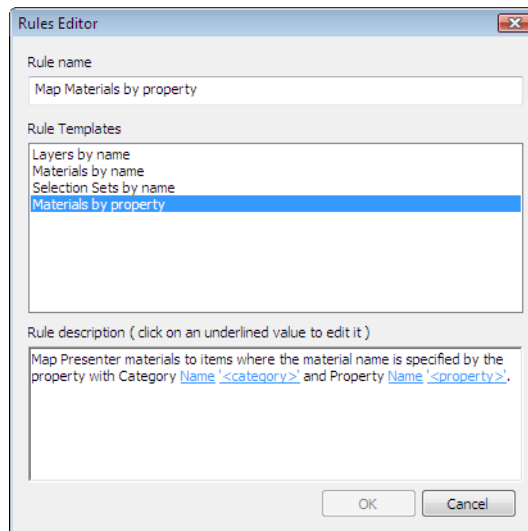 Rules Editor
Rule name
Map Materials by property
Rule Templates
Layers by name
Materials by name
Selection Sets by name
Materials by property
Rule description ( click on an underlined value to edit it )
Map Presenter materials to items where the material name is specified by the
property with Category Name '<category>' and Property Name '<property>'.
OK
Cancel